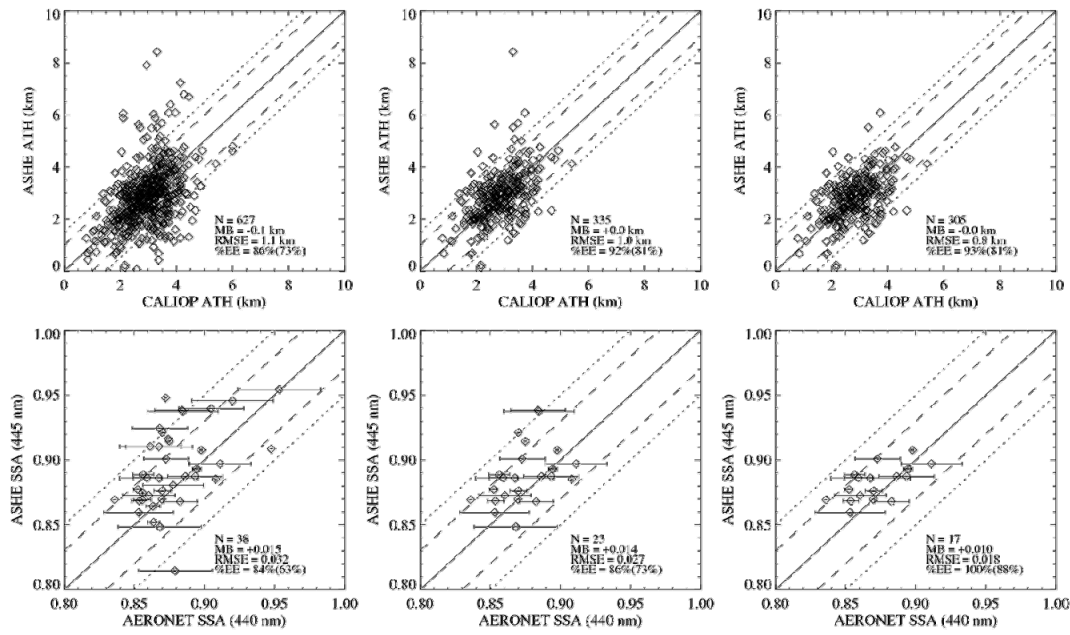 10
8
6
4
2
0
ASHE ATH (km)
N = 627
MB = -0.1 km
RMSE = 1.1 km
%EE = 86%(73%)
0 2 4 6 8 10
CALIOP ATH (km)
10
8
6
4
2
0
ASHE ATH (km)
N = 335
MB = +0.0 km
RMSE = 1.0 km
%EE = 92%(81%)
0 2 4 6 8 10
CALIOP ATH (km)
10
8
6
4
2
0
ASHE ATH (km)
N = 305
MB = -0.0 km
RMSE = 0.8 km
%EE = 93%(81%)
0 2 4 6 8 10
CALIOP ATH (km)
1.00
0.95
0.90
0.85
0.80
ASHE SSA (445 nm)
N = 38
MB = +0.015
RMSE = 0.032
%EE = 84%(63%)
0.80 0.85 0.90 0.95 1.00
AERONET SSA (440 nm)
1.00
0.95
0.90
0.85
0.80
ASHE SSA (445 nm)
N = 23
MB = +0.014
RMSE = 0.027
%EE = 86%(73%)
0.80 0.85 0.90 0.95 1.00
AERONET SSA (440 nm)
1.00
0.95
0.90
0.85
0.80
ASHE SSA (445 nm)
N = 17
MB = +0.010
RMSE = 0.018
%EE = 100%(88%)
0.80 0.85 0.90 0.95 1.00
AERONET SSA (440 nm)